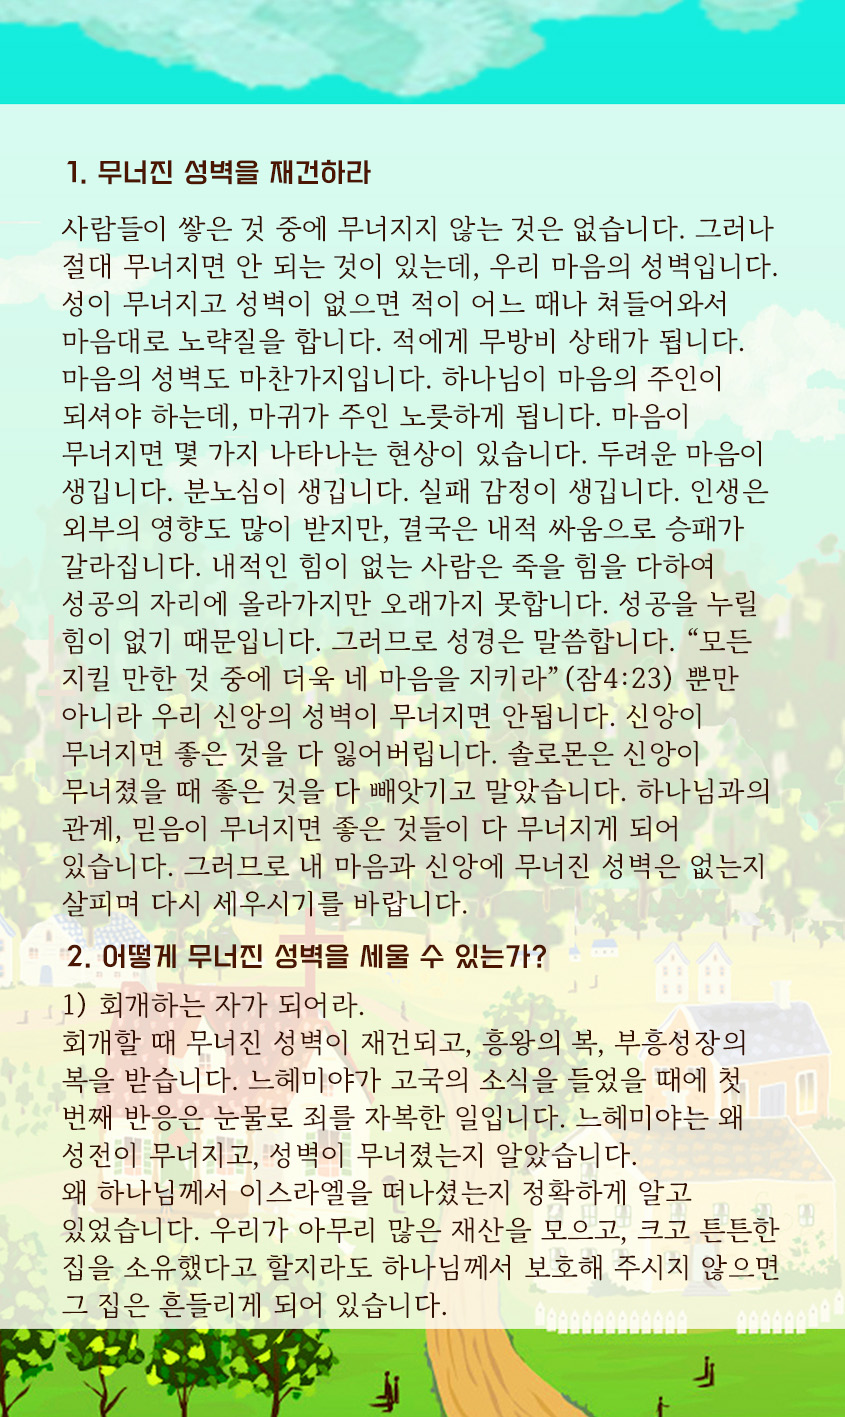 1. 무너진 성벽을 재건하라
사람들이 쌓은 것 중에 무너지지 않는 것은 없습니다. 그러나
절대 무너지면 안 되는 것이 있는데, 우리 마음의 성벽입니다.
성이 무너지고 성벽이 없으면 적이 어느 때나 쳐들어와서
마음대로 노략질을 합니다. 적에게 무방비 상태가 됩니다.
마음의 성벽도 마찬가지입니다. 하나님이 마음의 주인이
되셔야 하는데, 마귀가 주인 노릇하게 됩니다. 마음이
무너지면 몇 가지 나타나는 현상이 있습니다. 두려운 마음이
생깁니다. 분노심이 생깁니다. 실패 감정이 생깁니다. 인생은
외부의 영향도 많이 받지만, 결국은 내적 싸움으로 승패가
갈라집니다. 내적인 힘이 없는 사람은 죽을 힘을 다하여
성공의 자리에 올라가지만 오래가지 못합니다. 성공을 누릴
힘이 없기 때문입니다. 그러므로 성경은 말씀합니다. “모든
지킬 만한 것 중에 더욱 네 마음을 지키라”(잠4:23) 뿐만
아니라 우리 신앙의 성벽이 무너지면 안됩니다. 신앙이
무너지면 좋은 것을 다 잃어버립니다. 솔로몬은 신앙이
무너졌을 때 좋은 것을 다 빼앗기고 말았습니다. 하나님과의
관계, 믿음이 무너지면 좋은 것들이 다 무너지게 되어
있습니다. 그러므로 내 마음과 신앙에 무너진 성벽은 없는지
살피며 다시 세우시기를 바랍니다.
2. 어떻게 무너진 성벽을 세울 수 있는가?
1) 회개하는 자가 되어라.
회개할 때 무너진 성벽이 재건되고, 흥왕의 복, 부흥성장의
복을 받습니다. 느헤미야가 고국의 소식을 들었을 때에 첫
번째 반응은 눈물로 죄를 자복한 일입니다. 느헤미야는 왜
성전이 무너지고, 성벽이 무너졌는지 알았습니다.
왜 하나님께서 이스라엘을 떠나셨는지 정확하게 알고
있었습니다. 우리가 아무리 많은 재산을 모으고, 크고 튼튼한
집을 소유했다고 할지라도 하나님께서 보호해 주시지 않으면
그 집은 흔들리게 되어 있습니다.